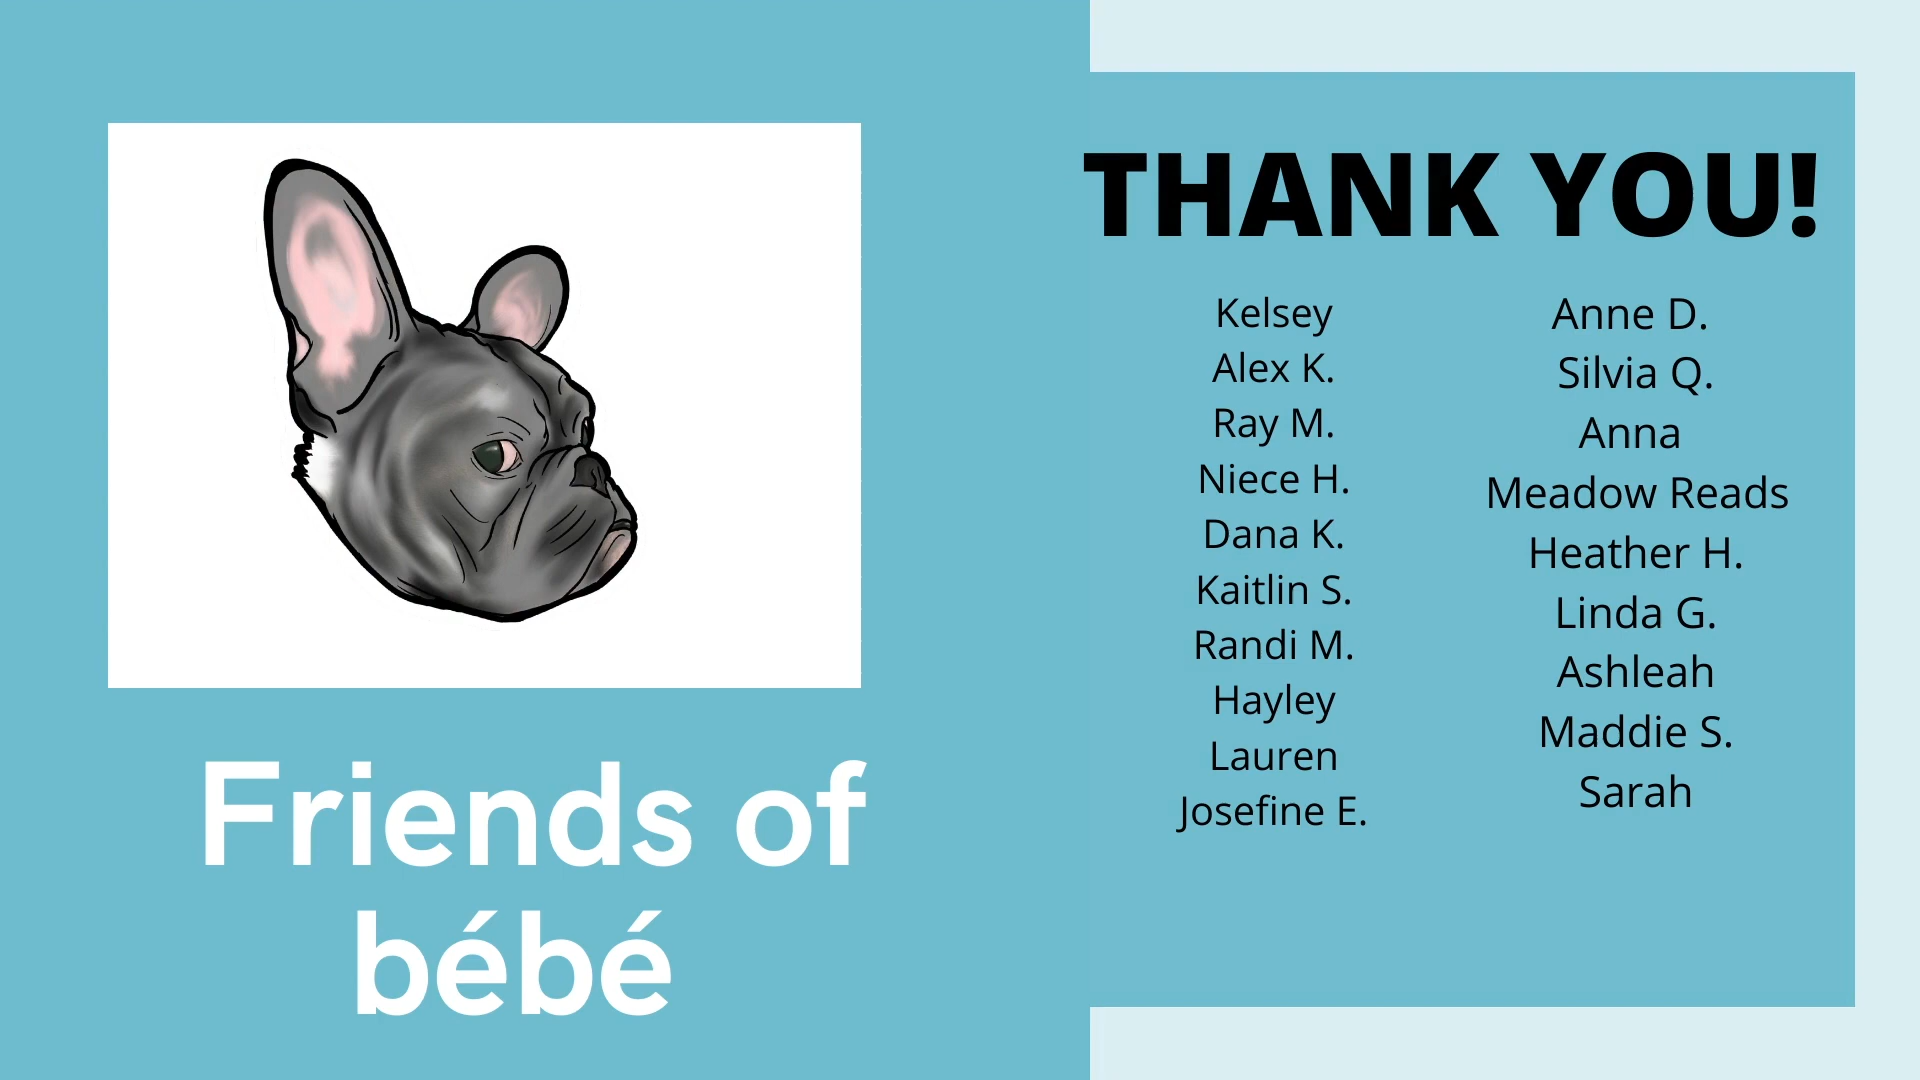 Friends of
bébé
THANK YOU!
Kelsey
Alex K.
Ray M.
Niece H.
Dana K.
Kaitlin S.
Randi M.
Hayley
Lauren
Josefine E.
Anne D.
Silvia Q.
Anna
Meadow Reads
Heather H.
Linda G.
Ashleah
Maddie S.
Sarah